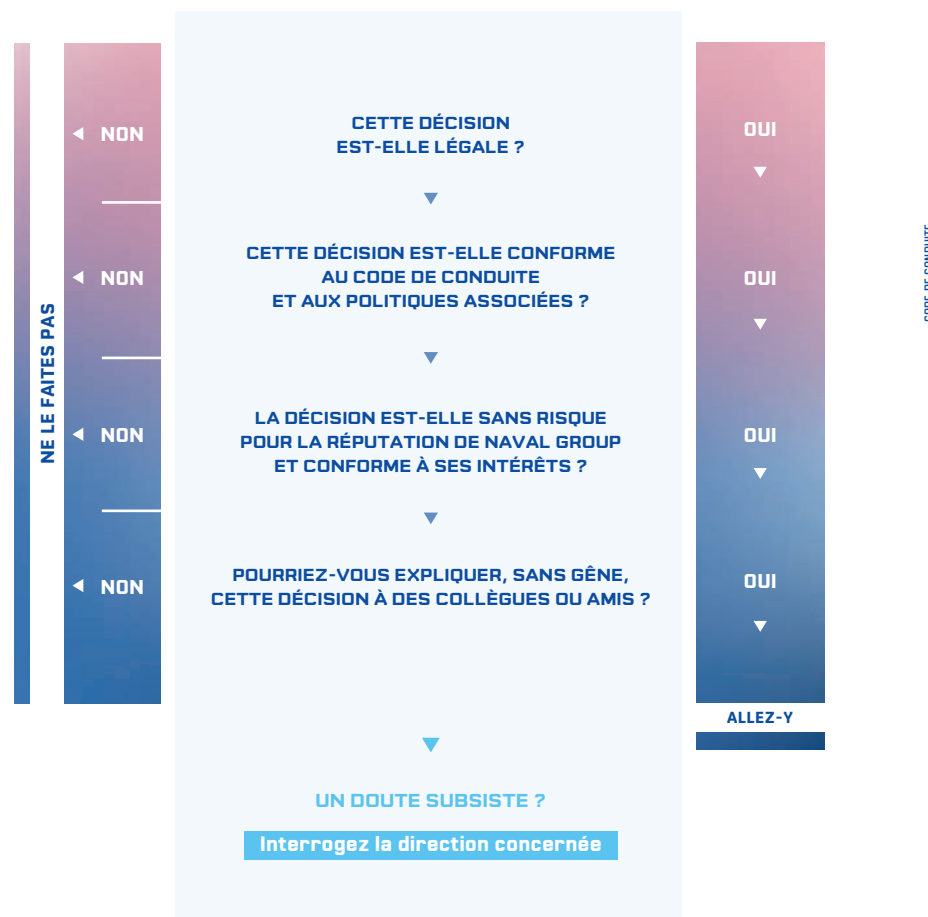 NE LE FAITES PAS
NON
CETTE DÉCISION
EST-ELLE LÉGALE ?
OUI
NON
CETTE DÉCISION EST-ELLE CONFORME
AU CODE DE CONDUITE
ET AUX POLITIQUES ASSOCIÉES ?
OUI
NON
LA DÉCISION EST-ELLE SANS RISQUE
POUR LA RÉPUTATION DE NAVAL GROUP
ET CONFORME À SES INTÉRÊTS ?
OUI
NON
POURRIEZ-VOUS EXPLIQUER, SANS GÊNE,
CETTE DÉCISION À DES COLLÈGUES OU AMIS ?
OUI
ALLEZ-Y
UN DOUTE SUBSISTE ?
Interrogez la direction concernée
CODE DE CONDUITE